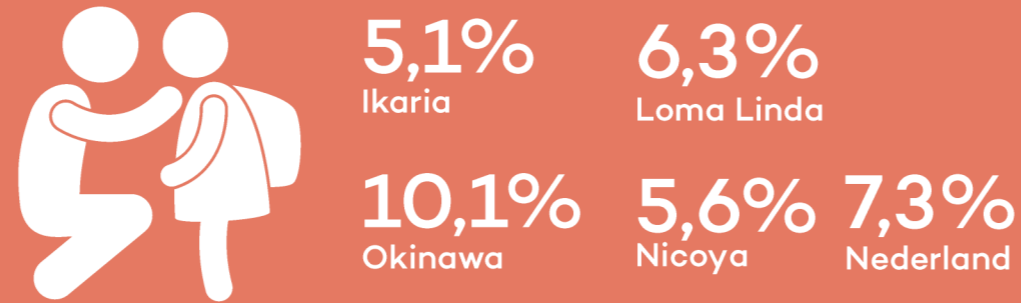 5,1%
Ikaria
6,3%
Loma Linda
10,1%
Okinawa
5,6%
Nicoya
7,3%
Nederland